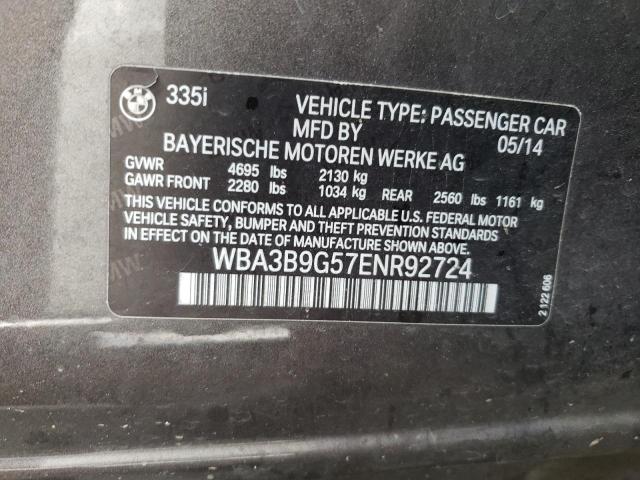 BMW 335i
VEHICLE TYPE: PASSENGER CAR
MFD BY 05/14
BAYERISCHE MOTOREN WERKE AG
GVWR 4695 lbs 2130 kg
GAWR FRONT 2280 lbs 1034 kg REAR 2560 lbs 1161 kg
THIS VEHICLE CONFORMS TO ALL APPLICABLE U.S. FEDERAL MOTOR
VEHICLE SAFETY, BUMPER AND THEFT PREVENTION STANDARDS
IN EFFECT ON THE DATE OF MANUFACTURE SHOWN ABOVE.
WBA3B9G57ENR92724
2 122 606